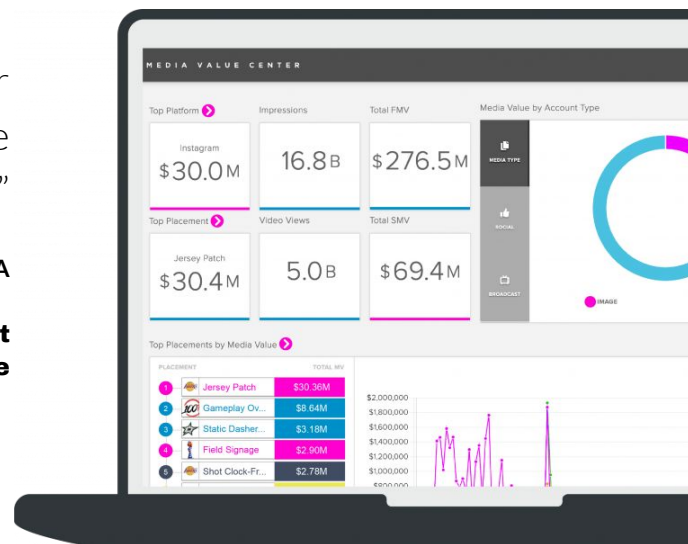 r
e
”
A
t
e
MEDIA VALUE CENTER
Top Platform
Impressions
Total FMV
Media Value by Account Type
Instagram
$30.0M
16.8B
$276.5M
MEDIA TYPE
Top Placement
Video Views
Total SMV
SOCIAL
Jersey Patch
$30.4M
5.0B
$69.4M
BROADCAST
IMAGE
Top Placements by Media Value
PLACEMENT TOTAL MV
1 Jersey Patch $30.36M
2 Gameplay Ov... $8.64M
3 Static Dasher... $3.18M
4 Field Signage $2.90M
5 Shot Clock-Fr... $2.78M
$2,000,000
$1,800,000
$1,600,000
$1,400,000
$1,200,000
$1,000,000
$800,000